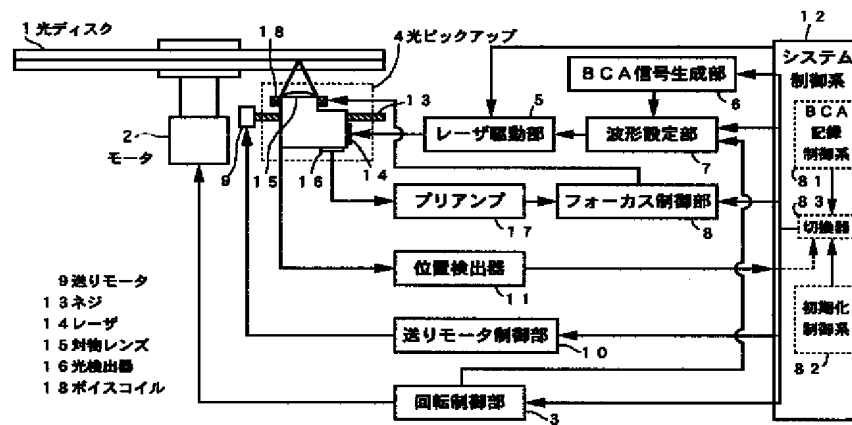 1光ディスク
18
4光ピックアップ
12
システム
制御系
BCA信号生成部
6
13
5
2
モータ
9
15
16
14
レーザ駆動部
波形設定部
7
BCA
記録
制御系
81
83
切換器
プリアンプ
17
フォーカス制御部
8
位置検出器
11
9送りモータ
13ネジ
14レーザ
15対物レンズ
16光検出器
18ボイスコイル
送りモータ制御部
10
初期化
制御系
82
回転制御部
3